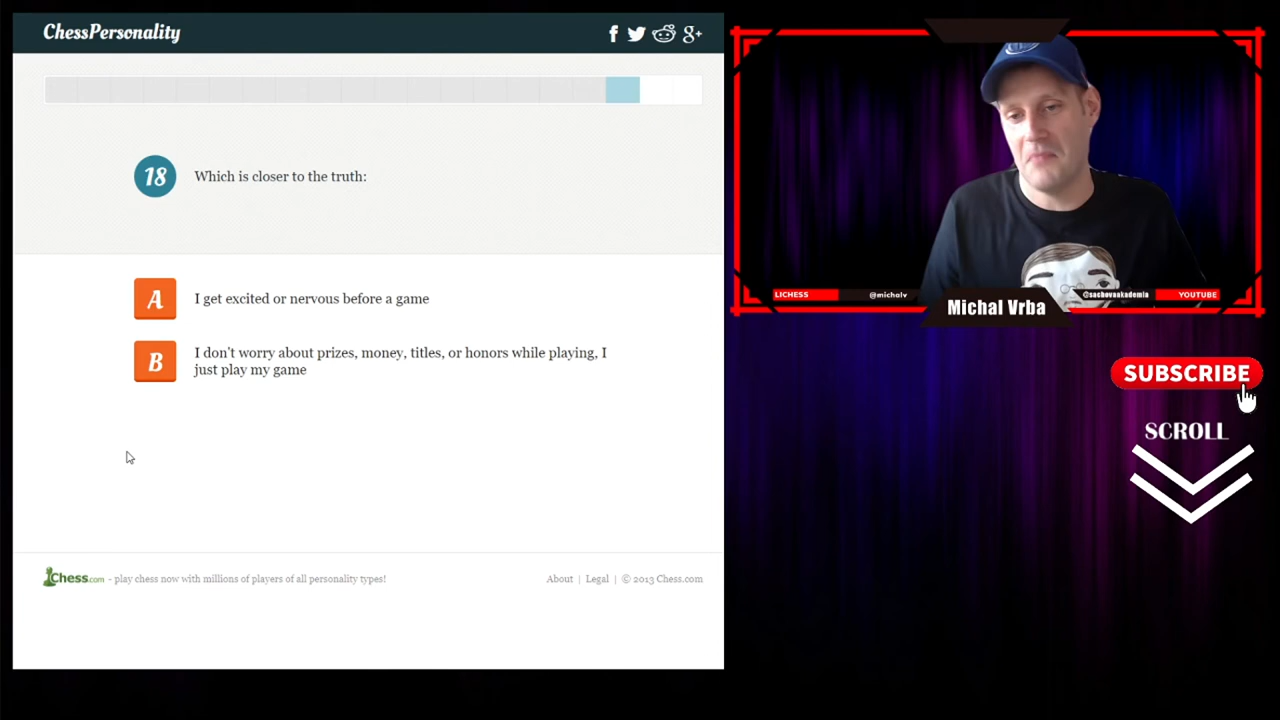 ChessPersonality
18
Which is closer to the truth:
A
I get excited or nervous before a game
B
I don't worry about prizes, money, titles, or honors while playing, I
just play my game
Chess.com – play chess now with millions of players of all personality types!
About | Legal | © 2013 Chess.com
LICHESS
@michalv
@sachovaakademia
YOUTUBE
Michal Vrba
SUBSCRIBE
SCROLL